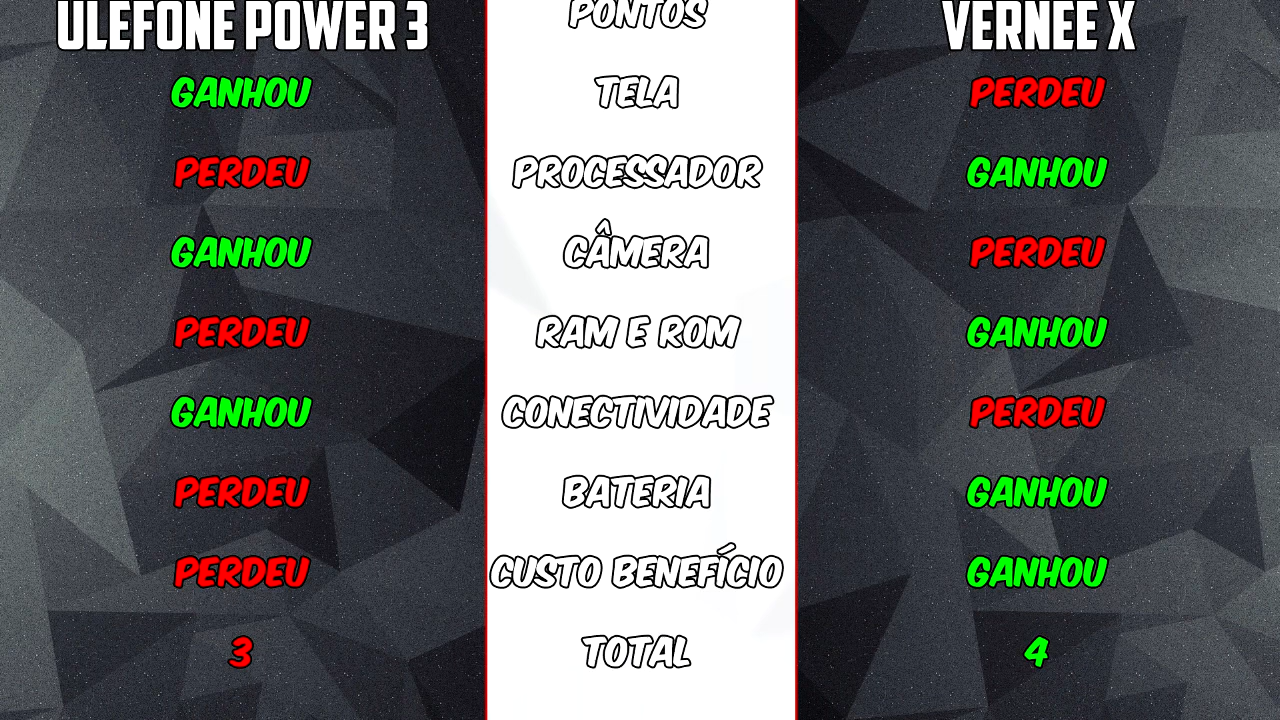 ULEFONE POWER 3 PONTOS VERNEE X
GANHOU TELA PERDEU
PERDEU PROCESSADOR GANHOU
GANHOU CÂMERA PERDEU
PERDEU RAM E ROM GANHOU
GANHOU CONECTIVIDADE PERDEU
PERDEU BATERIA GANHOU
PERDEU CUSTO BENEFÍCIO GANHOU
3 TOTAL 4